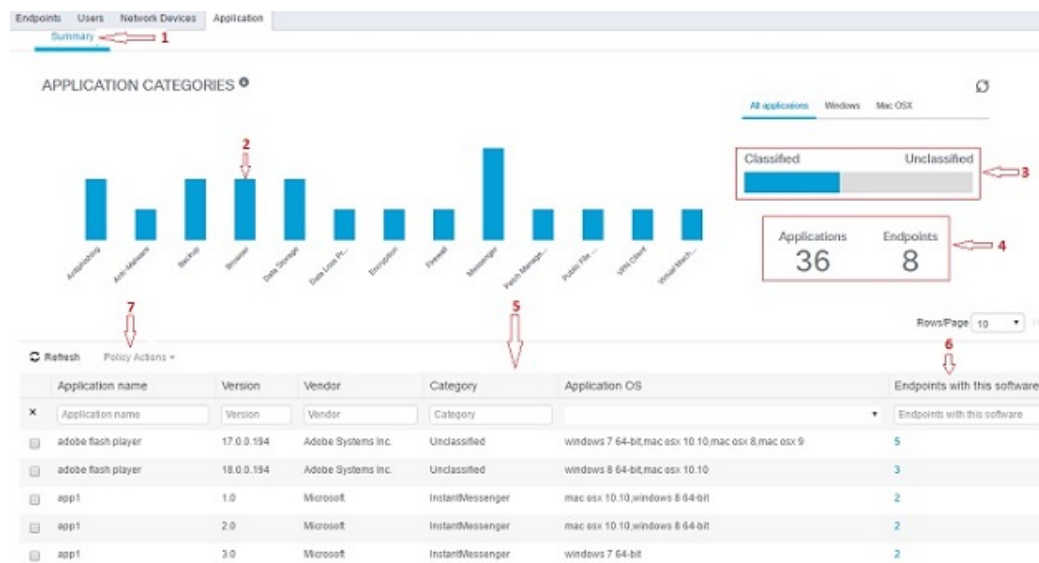 Endpoints Users Network Devices Application
Summary 1
APPLICATION CATEGORIES
All applications Windows Mac OSX
2
Classified Unclassified
3
Applications Endpoints
36 8
4
Antiphishing
Anti-Malware
Backup
Browser
Data Storage
Data Loss Pr...
Encryption
Firewall
Messenger
Patch Manage...
Public File ...
VPN Client
Virtual Mach...
7
5
Rows/Page 10
6
Refresh Policy Actions
Application name Version Vendor Category Application OS Endpoints with this software
× Application name Version Vendor Category Endpoints with this software
adobe flash player 17.0.0.194 Adobe Systems Inc. Unclassified windows 7 64-bit,mac osx 10.10,mac osx 8,mac osx 9 5
adobe flash player 18.0.0.194 Adobe Systems Inc. Unclassified windows 8 64-bit,mac osx 10.10 3
app1 1.0 Microsoft InstantMessenger mac osx 10.10,windows 8 64-bit 2
app1 2.0 Microsoft InstantMessenger mac osx 10.10,windows 8 64-bit 2
app1 3.0 Microsoft InstantMessenger windows 7 64-bit 2